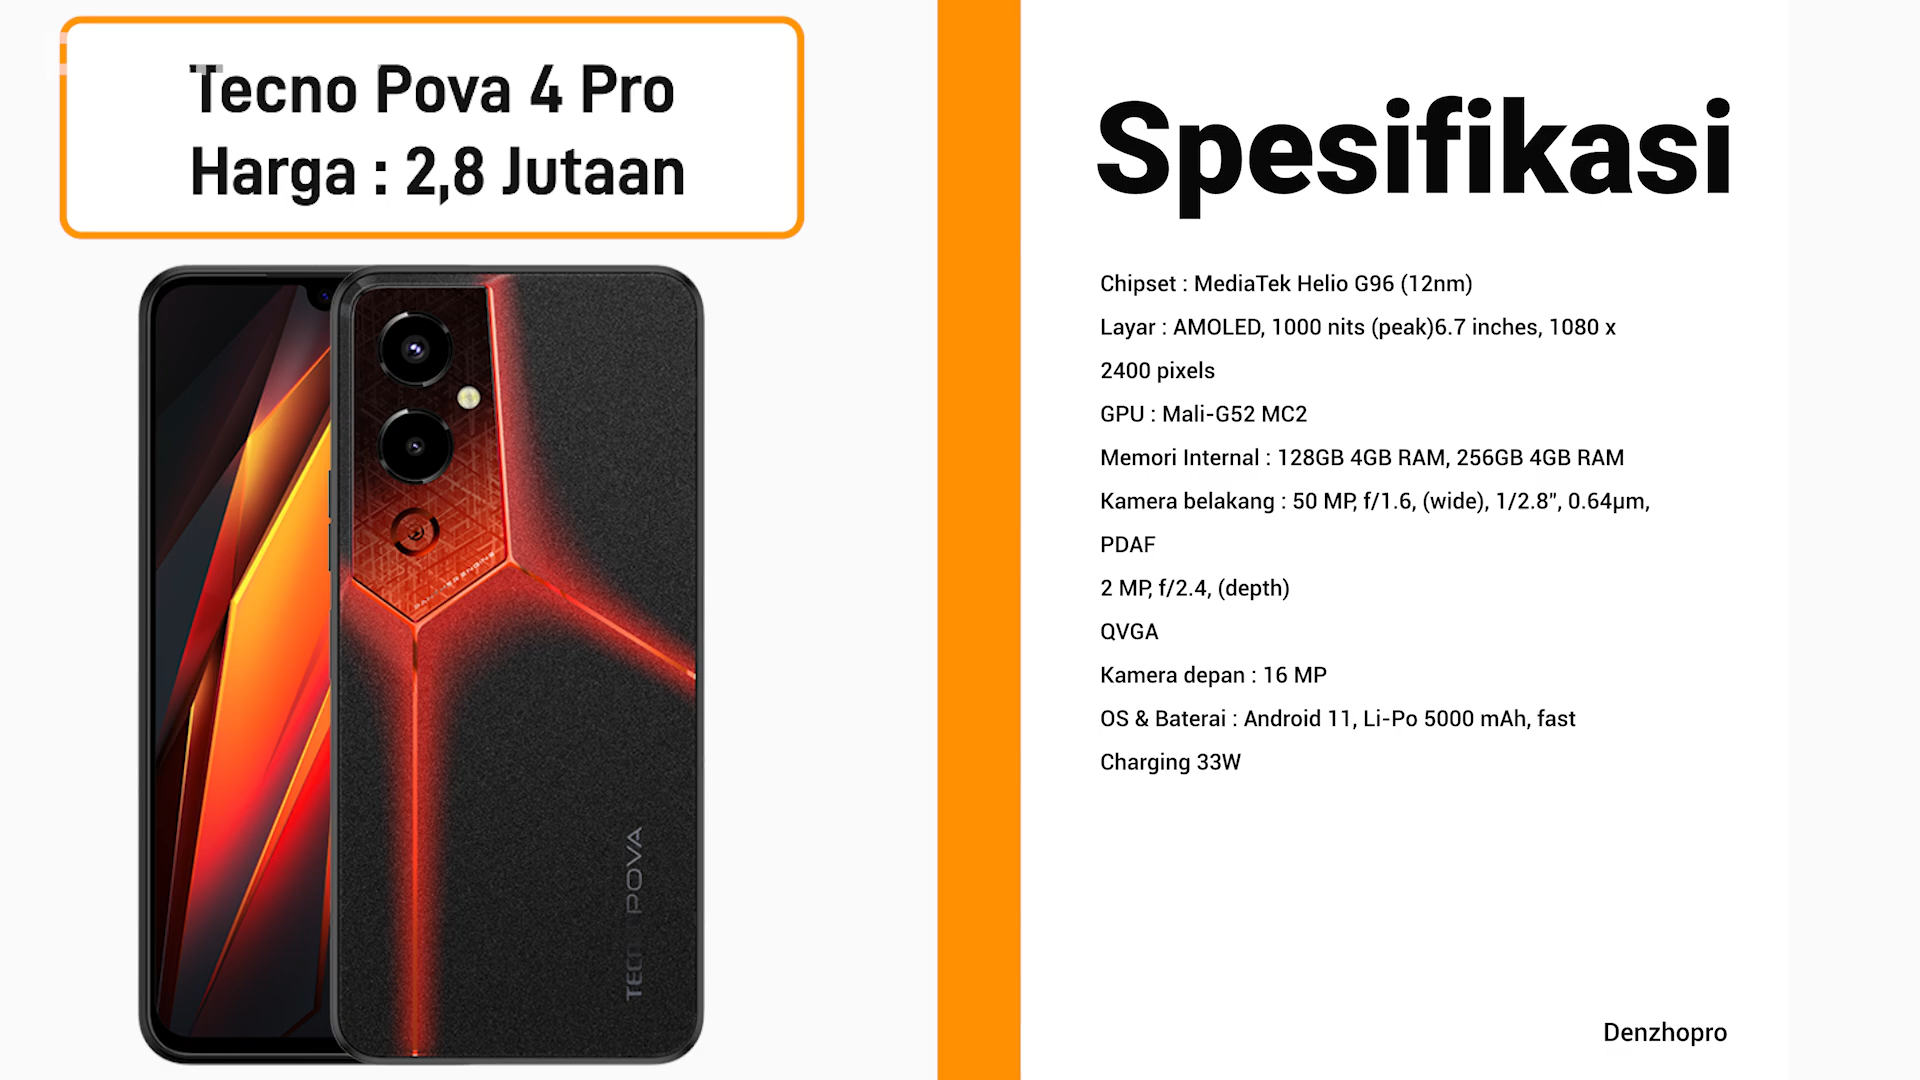 Tecno Pova 4 Pro
Harga : 2,8 Jutaan
PANTHER ENGINE
TECNO POVA
Spesifikasi
Chipset : MediaTek Helio G96 (12nm)
Layar : AMOLED, 1000 nits (peak)6.7 inches, 1080 x
2400 pixels
GPU : Mali-G52 MC2
Memori Internal : 128GB 4GB RAM, 256GB 4GB RAM
Kamera belakang : 50 MP, f/1.6, (wide), 1/2.8", 0.64µm,
PDAF
2 MP, f/2.4, (depth)
QVGA
Kamera depan : 16 MP
OS & Baterai : Android 11, Li-Po 5000 mAh, fast
Charging 33W
Denzhopro